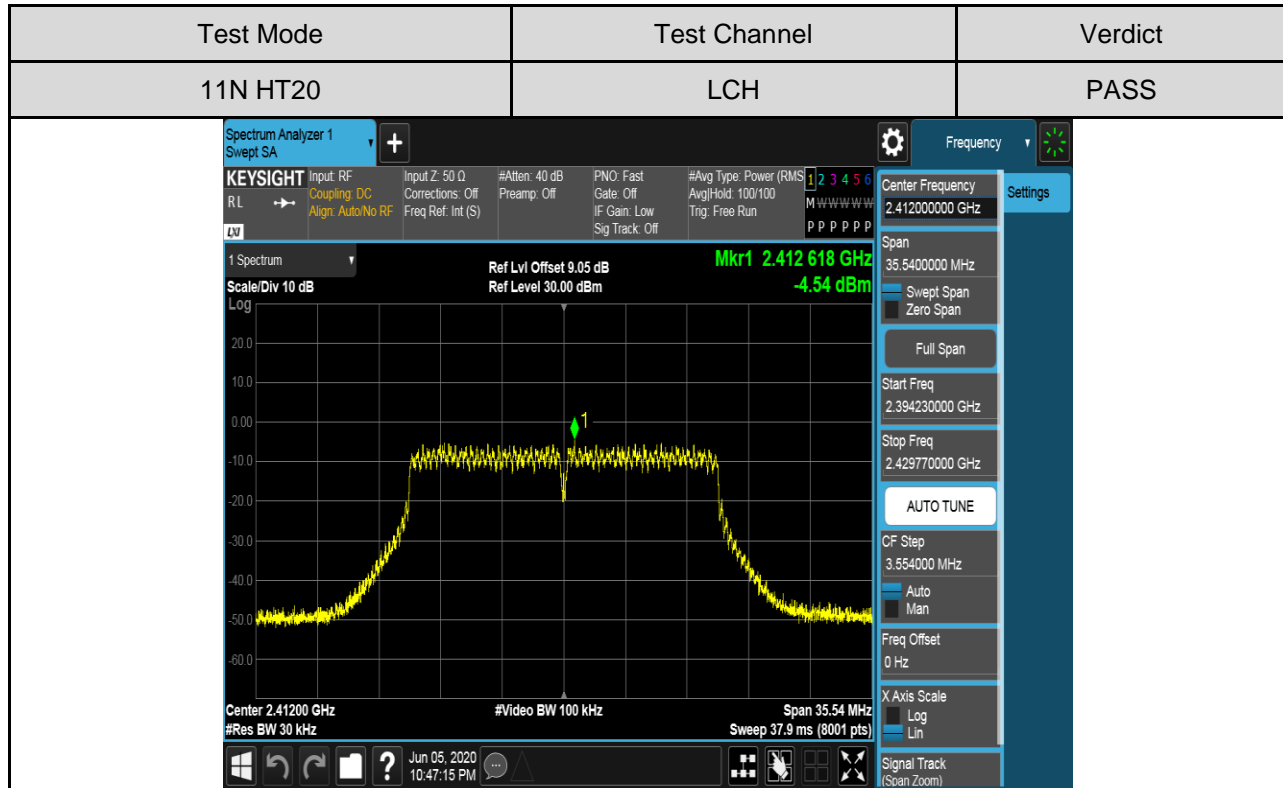 Test Mode Test Channel Verdict
11N HT20 LCH PASS
Spectrum Analyzer 1
Swept SA
+
Frequency
KEYSIGHT
RL
LXI
Input: RF
Coupling: DC
Align: Auto/No RF
Input Z: 50 Ω
Corrections: Off
Freq Ref: Int (S)
#Atten: 40 dB
Preamp: Off
PNO: Fast
Gate: Off
IF Gain: Low
Sig Track: Off
#Avg Type: Power (RMS
Avg|Hold: 100/100
Trig: Free Run
1 2 3 4 5 6
M W W W W W
P P P P P P
1 Spectrum
Scale/Div 10 dB
Ref Lvl Offset 9.05 dB
Ref Level 30.00 dBm
Mkr1 2.412 618 GHz
-4.54 dBm
Log
20.0
10.0
0.00
-10.0
-20.0
-30.0
-40.0
-50.0
-60.0
1
Center 2.41200 GHz
#Res BW 30 kHz
#Video BW 100 kHz
Span 35.54 MHz
Sweep 37.9 ms (8001 pts)
Center Frequency
2.412000000 GHz
Settings
Span
35.5400000 MHz
Swept Span
Zero Span
Full Span
Start Freq
2.394230000 GHz
Stop Freq
2.429770000 GHz
AUTO TUNE
CF Step
3.554000 MHz
Auto
Man
Freq Offset
0 Hz
X Axis Scale
Log
Lin
Signal Track
(Span Zoom)
?
Jun 05, 2020
10:47:15 PM